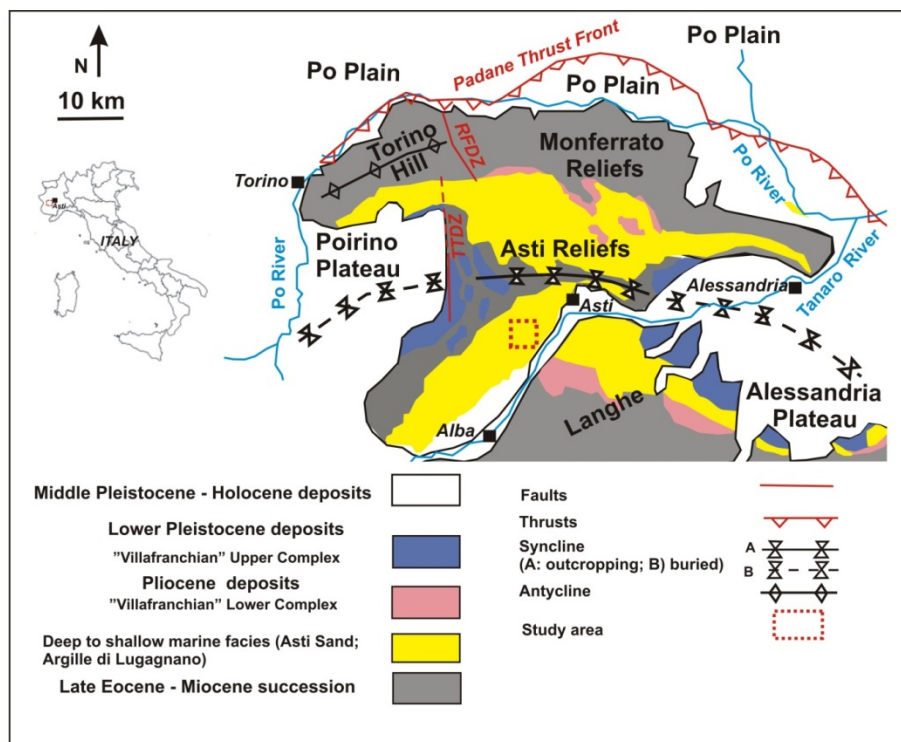 N
10 km
Po Plain
Po Plain
Padane Thrust Front
Po Plain
Torino
Hill
RFDZ
Monferrato
Reliefs
Torino
Po River
Asti
ITALY
Po River
Poirino
Plateau
TTDZ
Asti Reliefs
Alessandria
Tanaro River
Asti
Langhe
Alessandria
Plateau
Alba
Middle Pleistocene - Holocene deposits
Lower Pleistocene deposits
”Villafranchian” Upper Complex
Pliocene deposits
”Villafranchian” Lower Complex
Deep to shallow marine facies (Asti Sand;
Argille di Lugagnano)
Late Eocene - Miocene succession
Faults
Thrusts
Syncline
(A: outcropping; B) buried)
A
B
Antycline
Study area